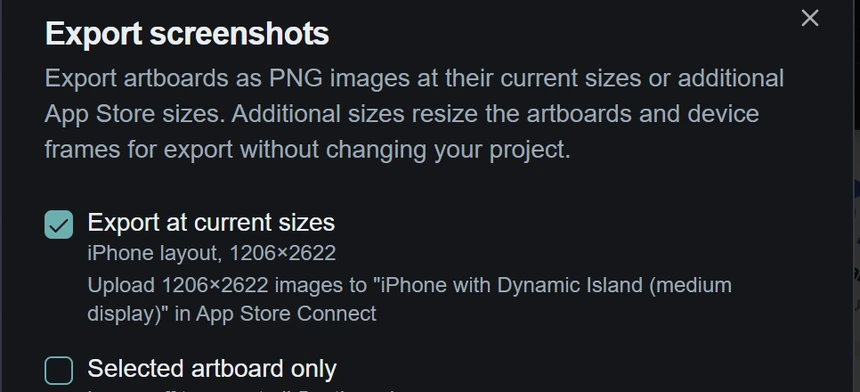 Export screenshots
Export artboards as PNG images at their current sizes or additional
App Store sizes. Additional sizes resize the artboards and device
frames for export without changing your project.
Export at current sizes
iPhone layout, 1206×2622
Upload 1206×2622 images to "iPhone with Dynamic Island (medium
display)" in App Store Connect
Selected artboard only